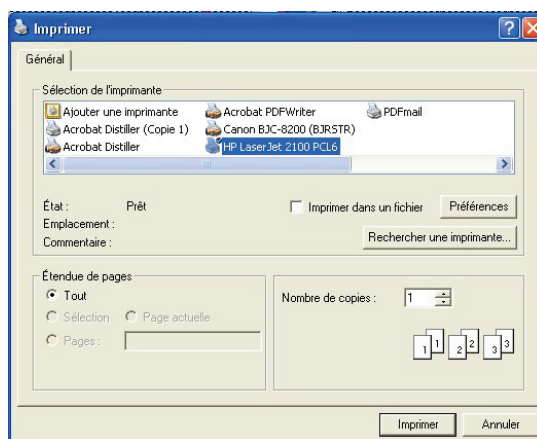 Imprimer
Général
Sélection de l'imprimante
Ajouter une imprimante Acrobat PDFWriter PDFmail
Acrobat Distiller (Copie 1) Canon BJC-8200 (BJRSTR)
Acrobat Distiller HP LaserJet 2100 PCL6
État : Prêt Imprimer dans un fichier Préférences
Emplacement :
Commentaire : Rechercher une imprimante...
Étendue de pages
Tout Nombre de copies : 1
Sélection Page actuelle
Pages :
1 1 2 2 3 3
Imprimer Annuler